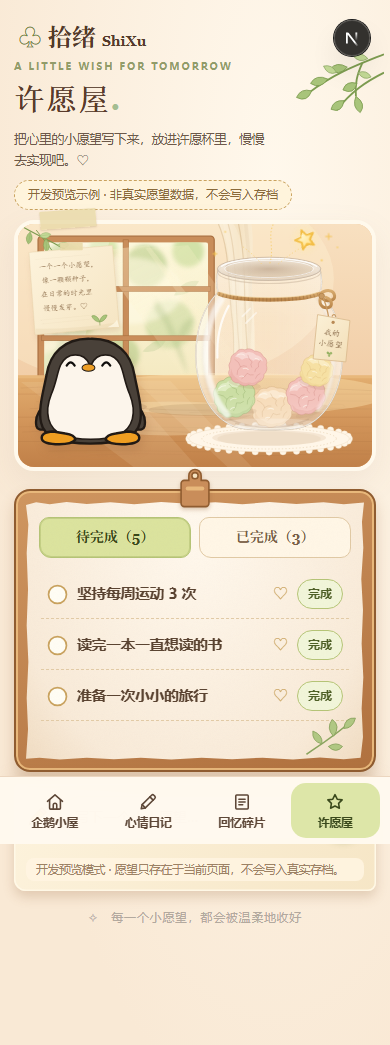 拾绪 ShiXu
N
A LITTLE WISH FOR TOMORROW
许愿屋
把心里的小愿望写下来，放进许愿杯里，慢慢
去实现吧。♡
开发预览示例 · 非真实愿望数据，不会写入存档
一个一个小愿望，
像一颗颗种子，
在日常的时光里
慢慢发芽。♡
我的
小愿望
待完成（5）
已完成（3）
坚持每周运动 3 次 ♡ 完成
读完一本一直想读的书 ♡ 完成
准备一次小小的旅行 ♡ 完成
企鹅小屋
心情日记
回忆碎片
许愿屋
开发预览模式 · 愿望只存在于当前页面，不会写入真实存档。
每一个小愿望，都会被温柔地收好